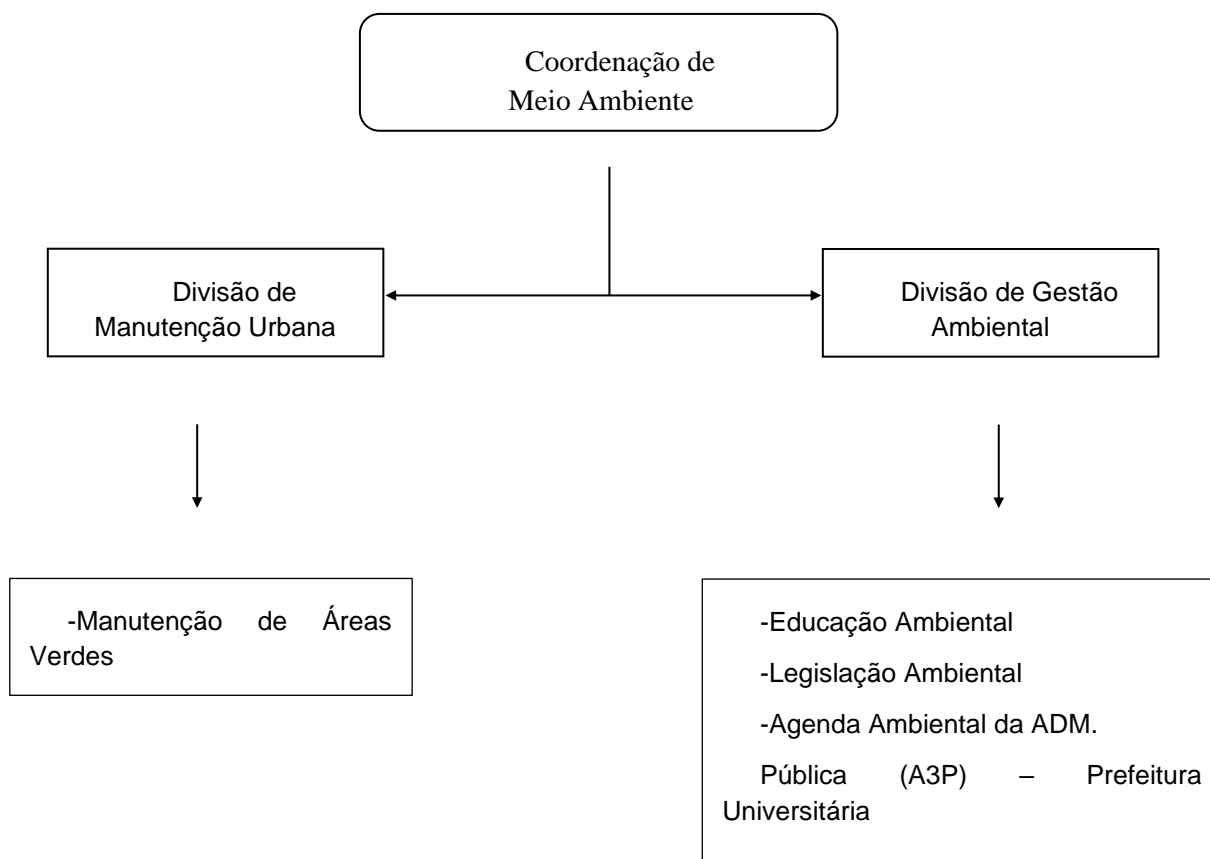 Coordenação de
Meio Ambiente
Divisão de
Manutenção Urbana
Divisão de Gestão
Ambiental
-Manutenção de Áreas
Verdes
-Educação Ambiental
-Legislação Ambiental
-Agenda Ambiental da ADM.
Pública (A3P) – Prefeitura
Universitária